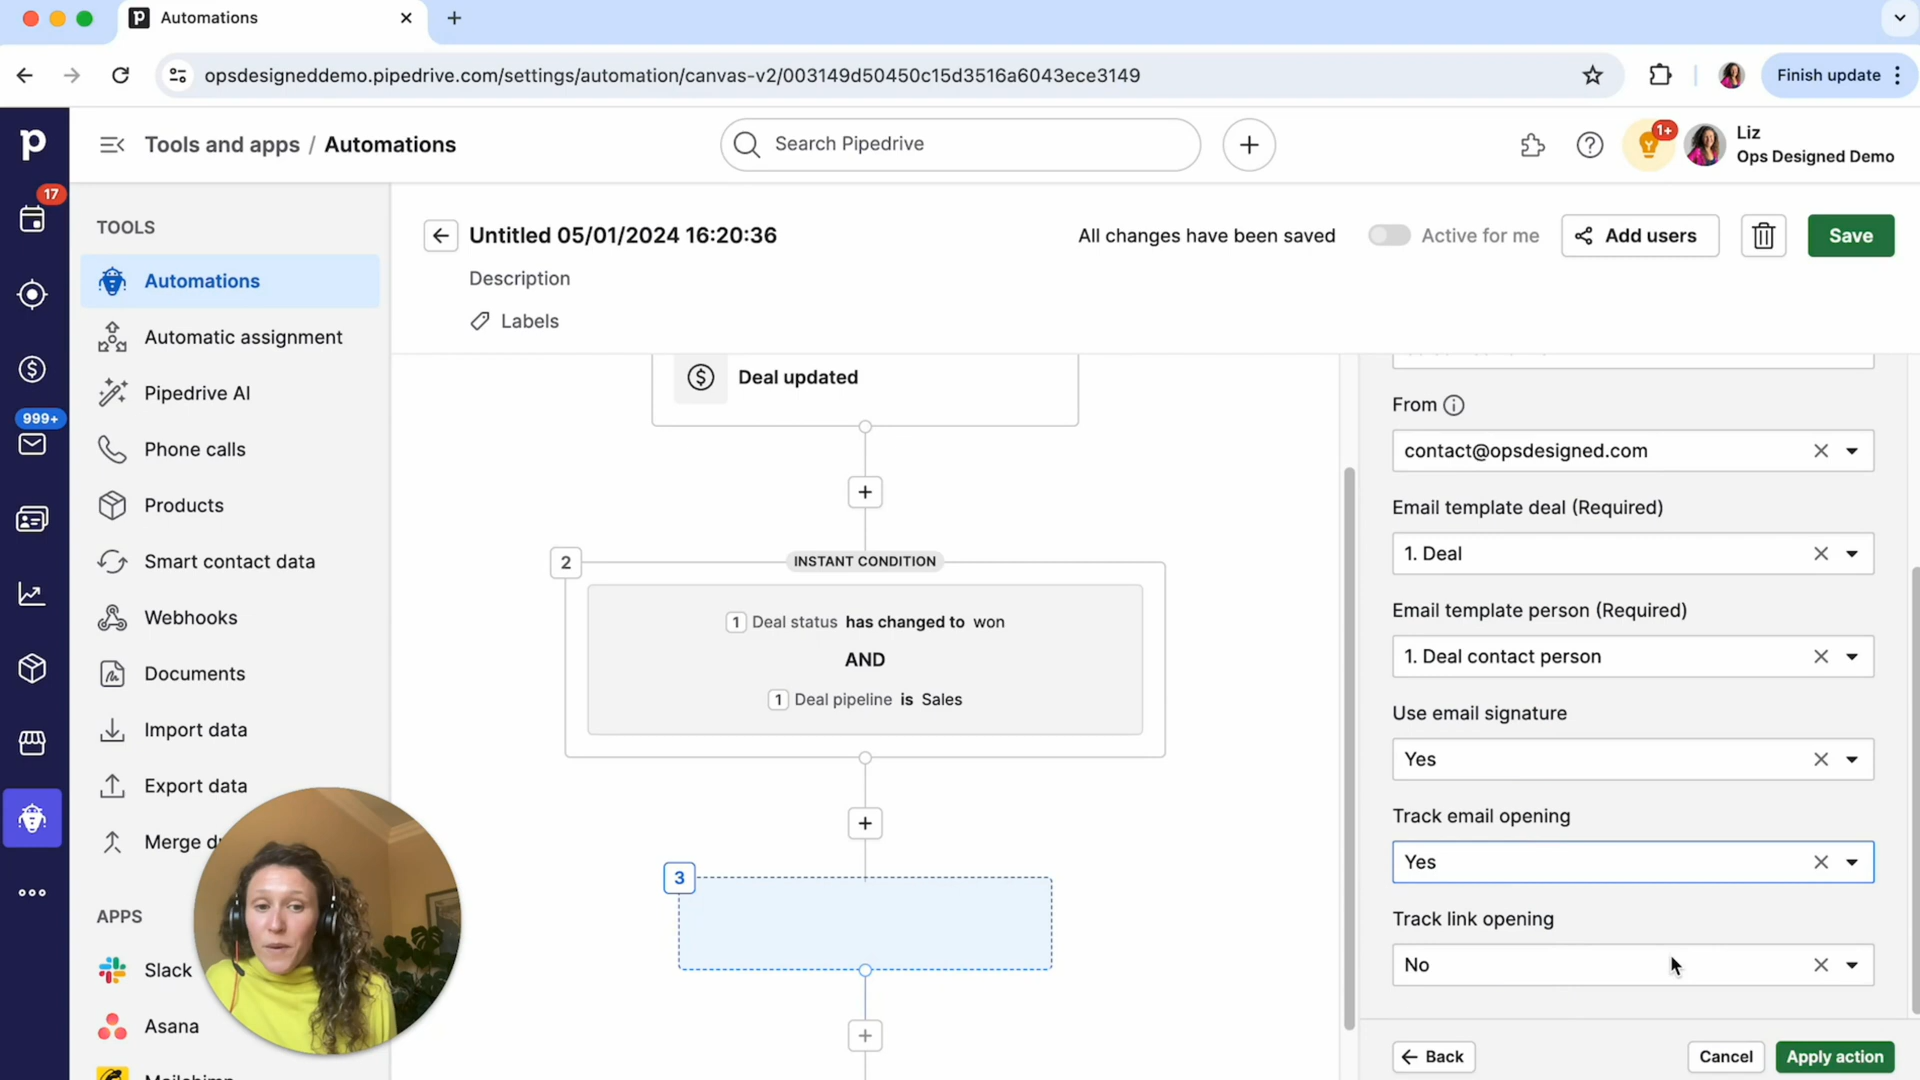 Automations
opsdesigneddemo.pipedrive.com/settings/automation/canvas-v2/003149d50450c15d3516a6043ece3149
Finish update
Tools and apps / Automations
Search Pipedrive
1+
Liz
Ops Designed Demo
17
999+
TOOLS
Automations
Automatic assignment
Pipedrive AI
Phone calls
Products
Smart contact data
Webhooks
Documents
Import data
Export data
Merge d
APPS
Slack
Asana
Untitled 05/01/2024 16:20:36
All changes have been saved
Active for me
Add users
Save
Description
Labels
Deal updated
2
INSTANT CONDITION
1 Deal status has changed to won
AND
1 Deal pipeline is Sales
3
From
contact@opsdesigned.com
Email template deal (Required)
1. Deal
Email template person (Required)
1. Deal contact person
Use email signature
Yes
Track email opening
Yes
Track link opening
No
Back
Cancel
Apply action